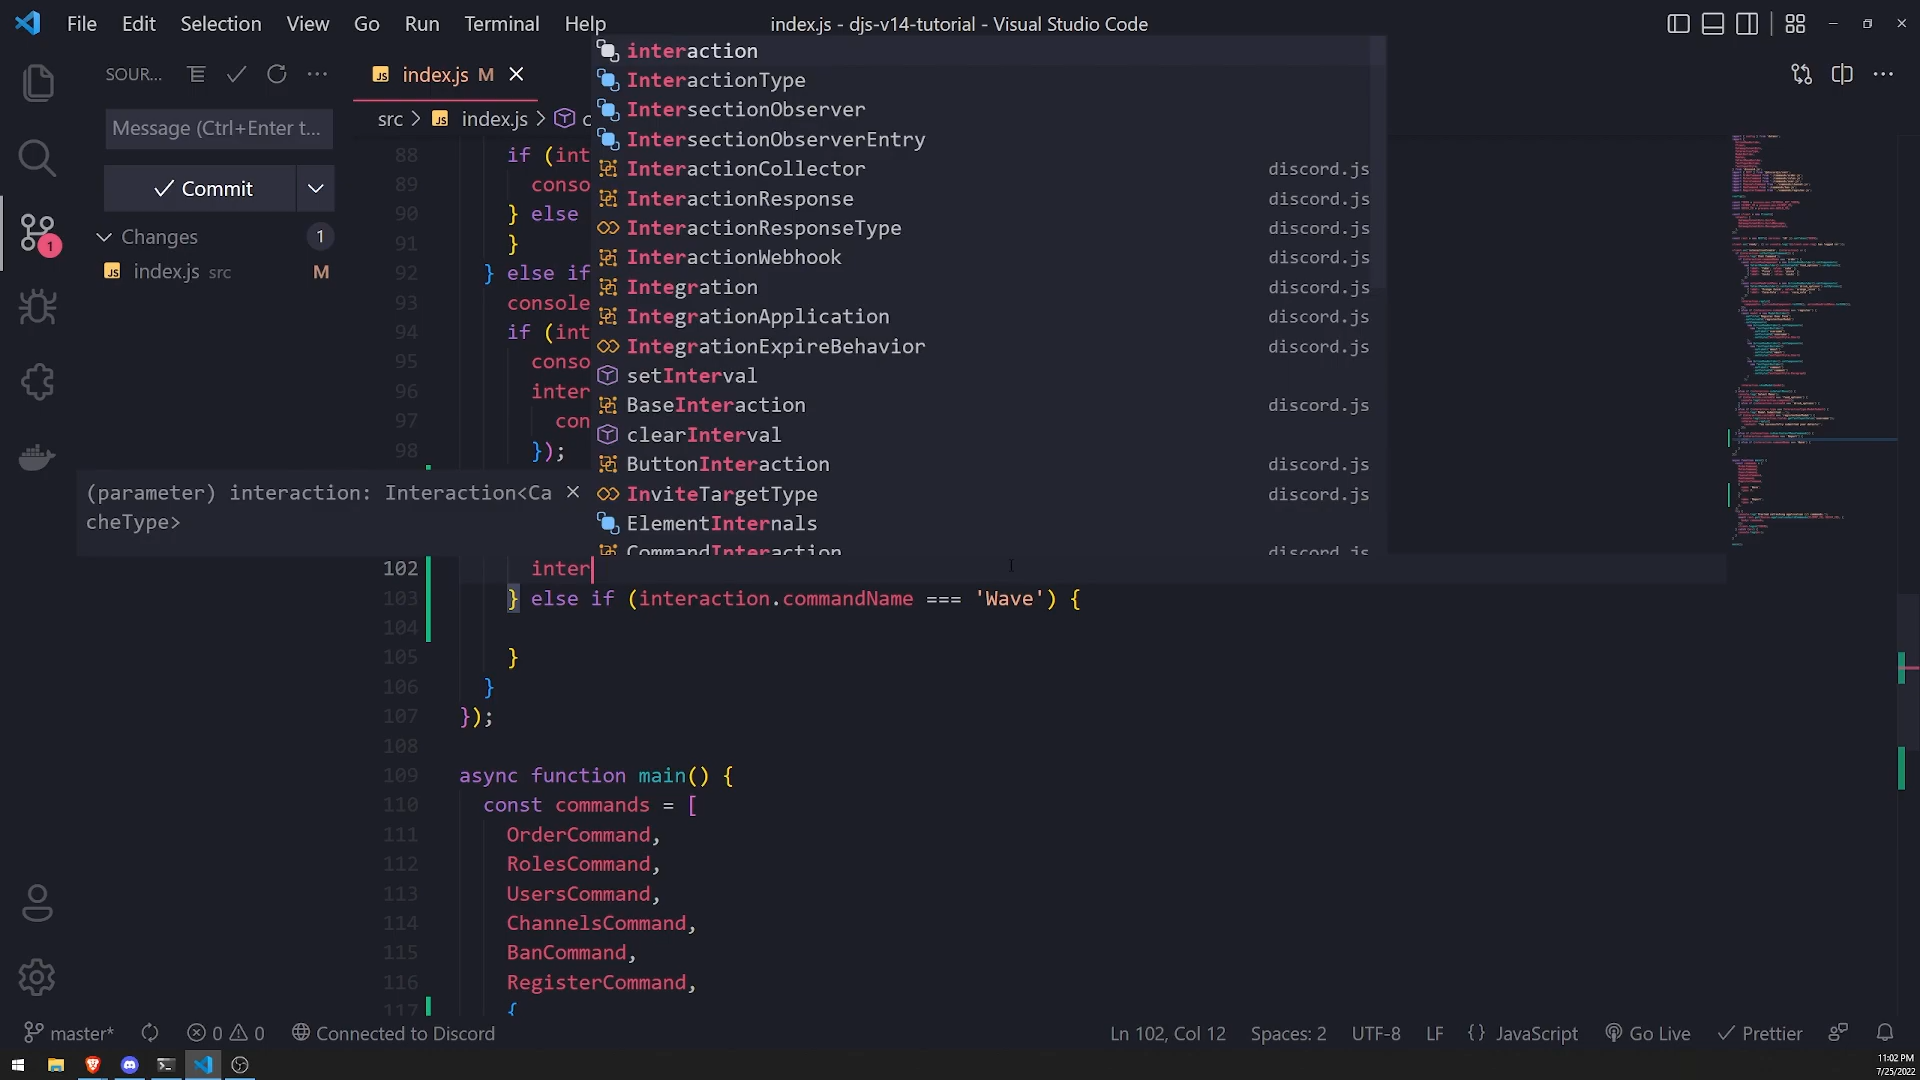 File Edit Selection View Go Run Terminal Help
index.js - djs-v14-tutorial - Visual Studio Code
SOUR...
index.js M
Message (Ctrl+Enter t...
Commit
Changes 1
index.js src M
1
src > index.js > c
88 if (int
89 conso
90 } else
91 }
92 } else if
93 console
94 if (int
95 conso
96 inter
97 con
98 });
interaction
InteractionType
IntersectionObserver
IntersectionObserverEntry
InteractionCollector discord.js
InteractionResponse discord.js
InteractionResponseType discord.js
InteractionWebhook discord.js
Integration discord.js
IntegrationApplication discord.js
IntegrationExpireBehavior discord.js
setInterval
BaseInteraction discord.js
clearInterval
ButtonInteraction discord.js
InviteTargetType discord.js
ElementInternals
CommandInteraction discord.js
(parameter) interaction: Interaction<Ca
cheType>
102 inter
103 } else if (interaction.commandName === 'Wave') {
104
105 }
106 }
107 });
108
109 async function main() {
110 const commands = [
111 OrderCommand,
112 RolesCommand,
113 UsersCommand,
114 ChannelsCommand,
115 BanCommand,
116 RegisterCommand,
117 {
master* 0 0 Connected to Discord
Ln 102, Col 12 Spaces: 2 UTF-8 LF {} JavaScript Go Live Prettier
11:02 PM
7/25/2022